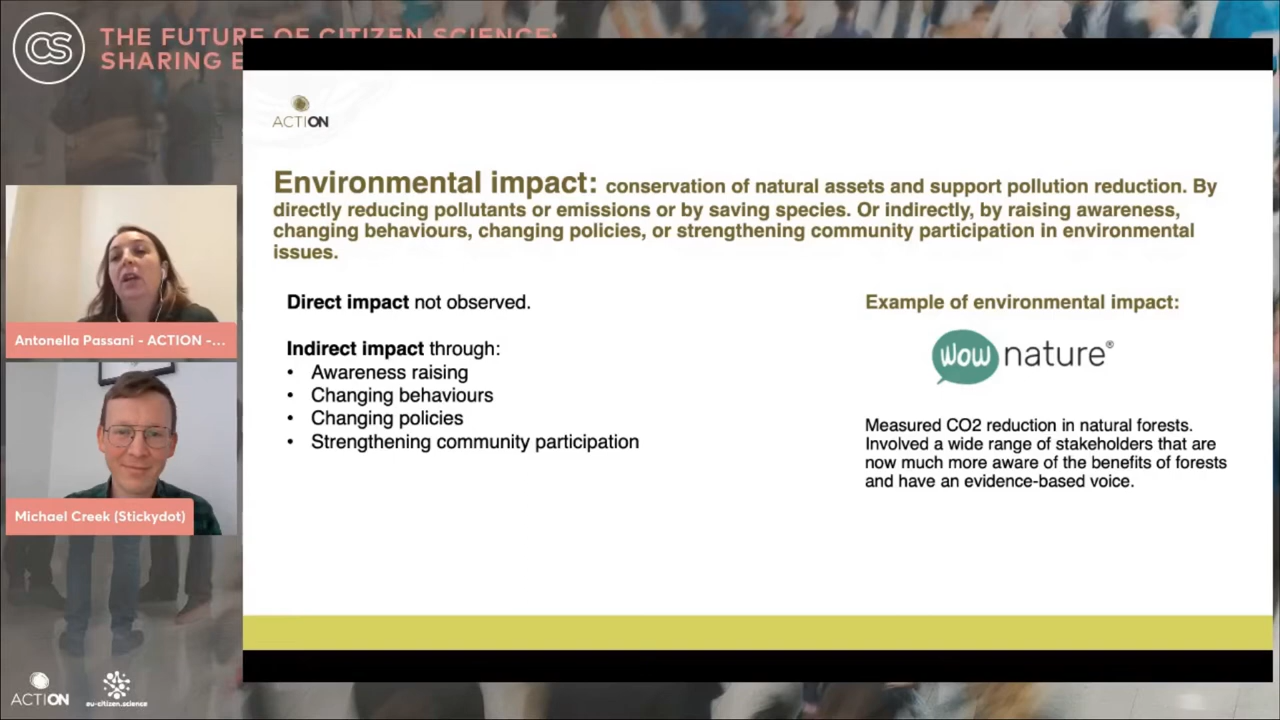 CS
THE FUTURE OF CITIZEN SCIENCE:
SHARING E
ACTION
Environmental impact: conservation of natural assets and support pollution reduction. By
directly reducing pollutants or emissions or by saving species. Or indirectly, by raising awareness,
changing behaviours, changing policies, or strengthening community participation in environmental
issues.
Direct impact not observed.
Indirect impact through:
• Awareness raising
• Changing behaviours
• Changing policies
• Strengthening community participation
Example of environmental impact:
wow nature®
Measured CO2 reduction in natural forests.
Involved a wide range of stakeholders that are
now much more aware of the benefits of forests
and have an evidence-based voice.
Antonella Passani - ACTION -...
Michael Creek (Stickydot)
ACTION
eu-citizen.science